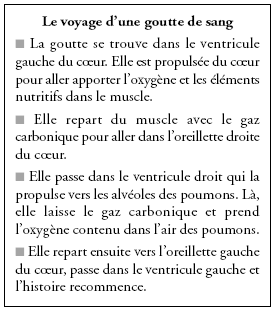 Le voyage d'une goutte de sang
■ La goutte se trouve dans le ventricule
gauche du cœur. Elle est propulsée du cœur
pour aller apporter l'oxygène et les éléments
nutritifs dans le muscle.
■ Elle repart du muscle avec le gaz
carbonique pour aller dans l'oreillette droite
du cœur.
■ Elle passe dans le ventricule droit qui la
propulse vers les alvéoles des poumons. Là,
elle laisse le gaz carbonique et prend
l'oxygène contenu dans l'air des poumons.
■ Elle repart ensuite vers l'oreillette gauche
du cœur, passe dans le ventricule gauche et
l'histoire recommence.